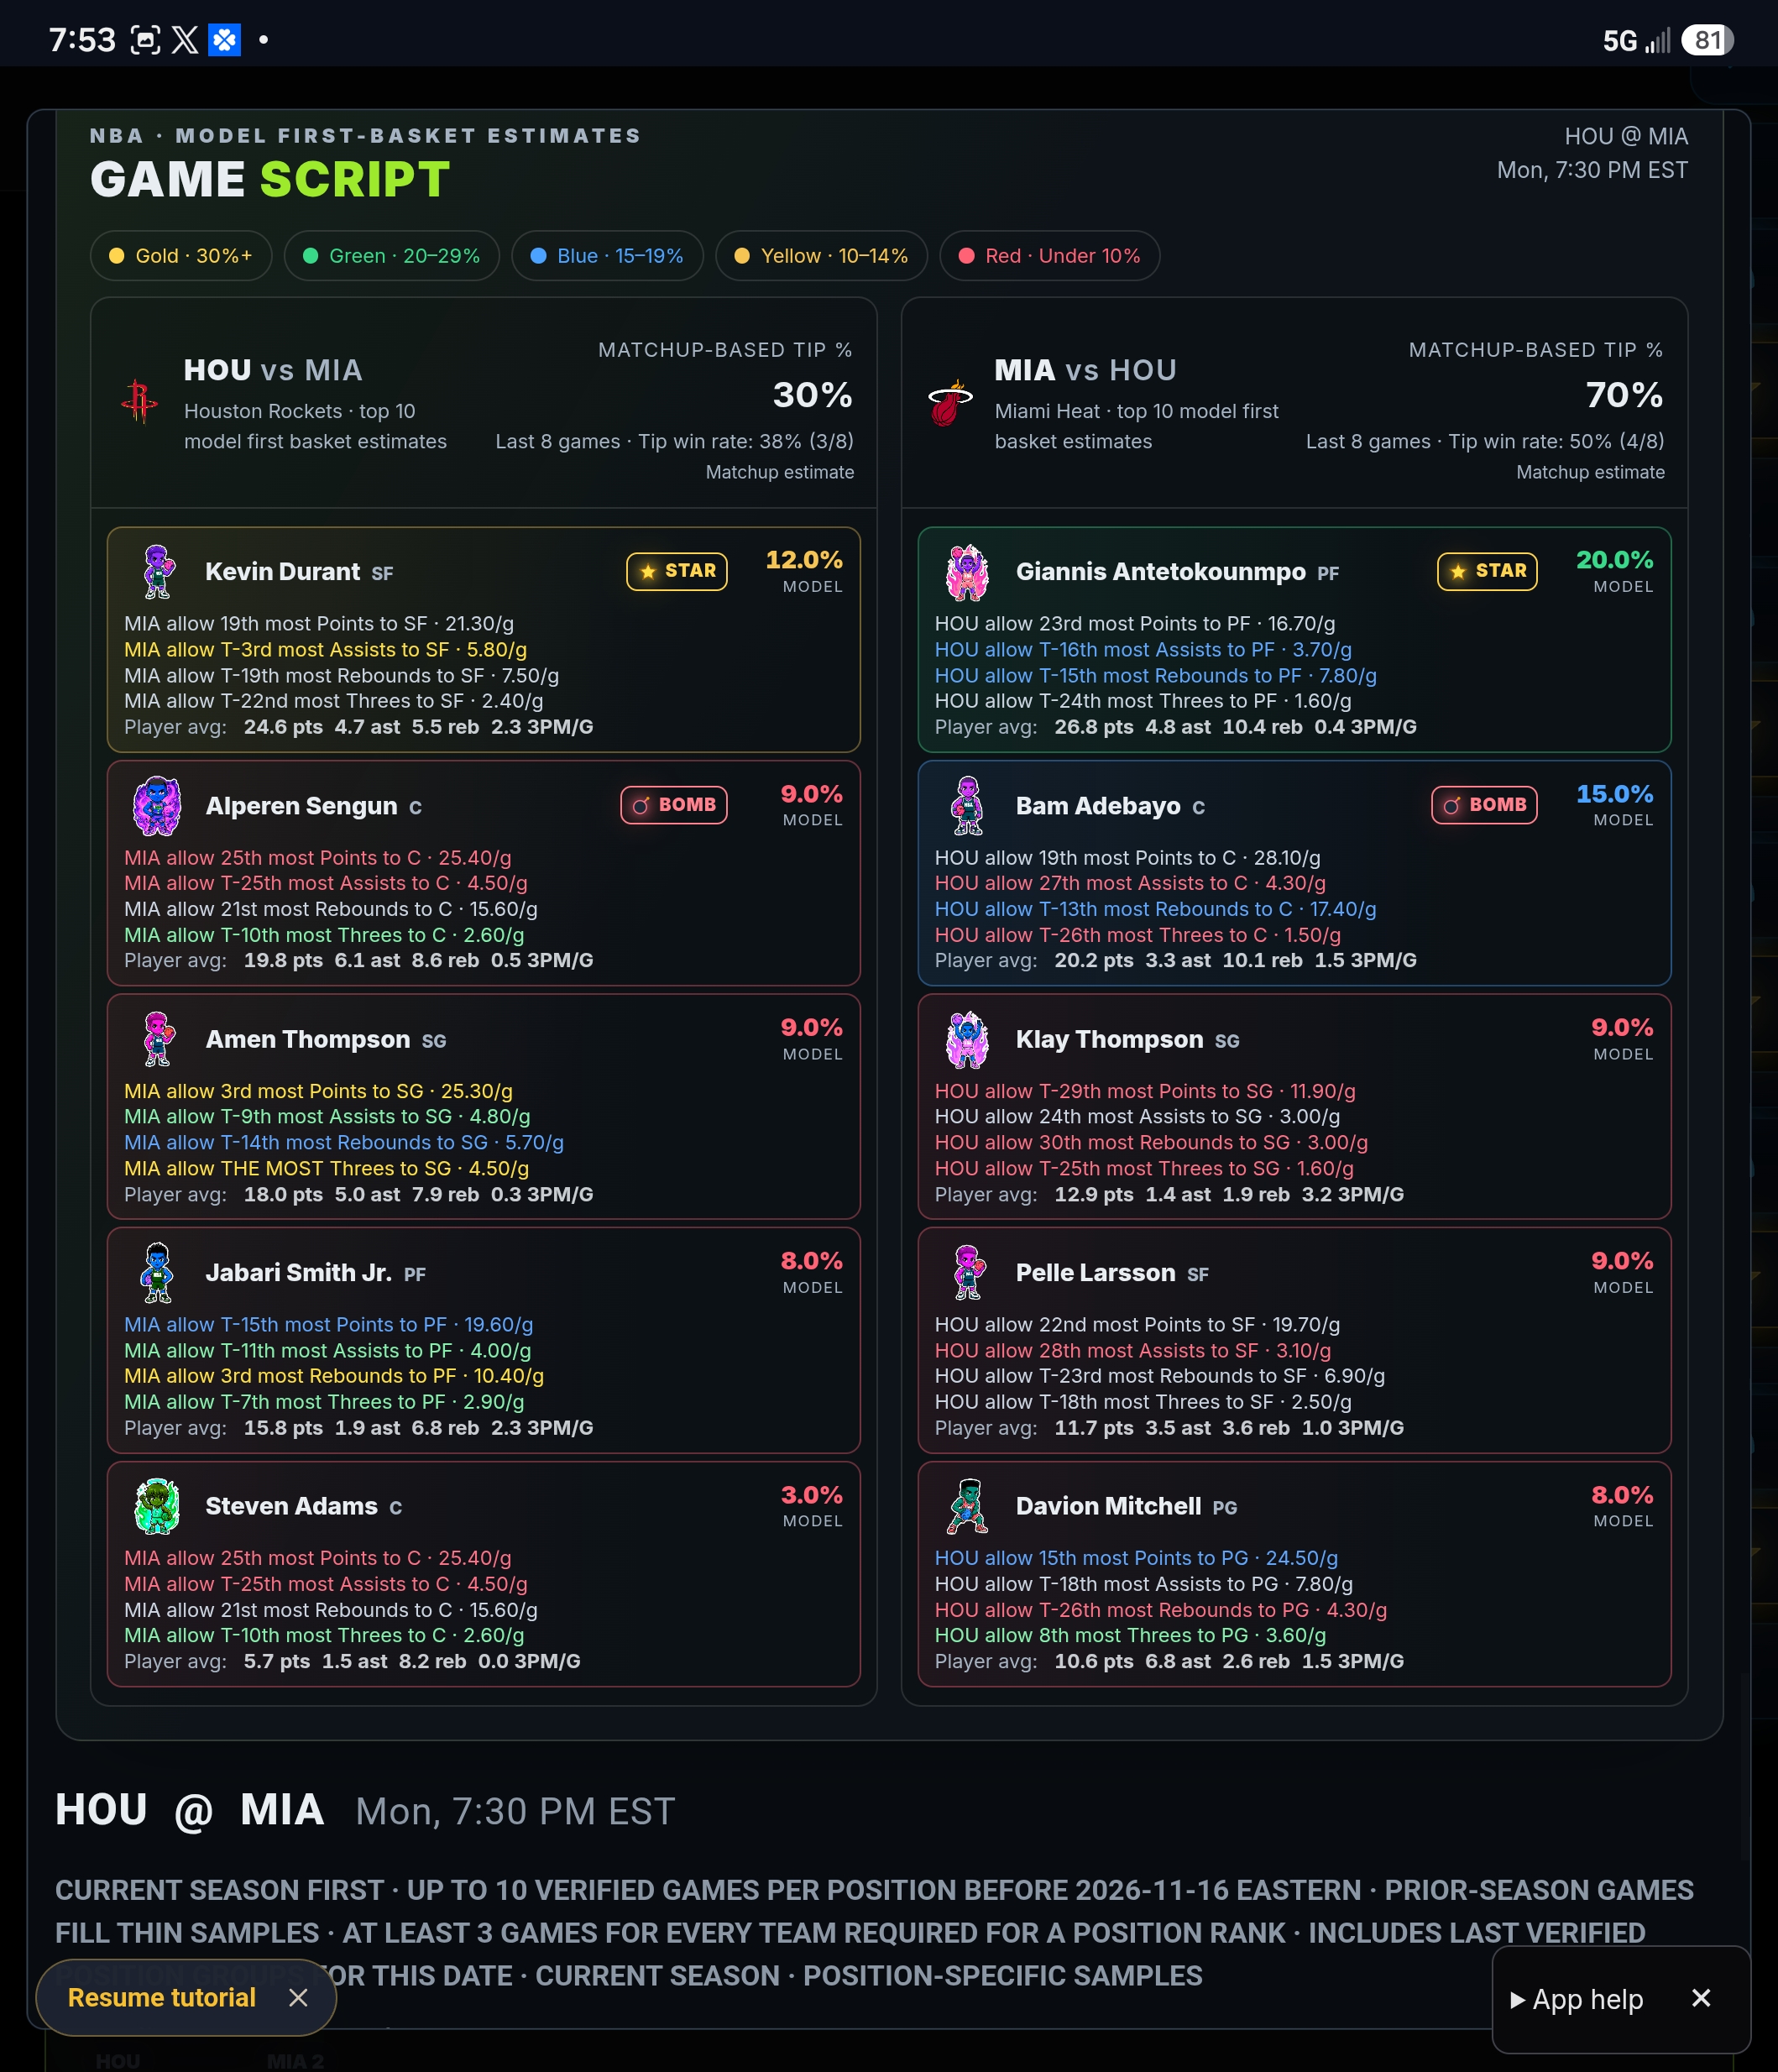 7:53
5G 81
NBA · MODEL FIRST-BASKET ESTIMATES
GAME SCRIPT
HOU @ MIA
Mon, 7:30 PM EST
Gold · 30%+
Green · 20–29%
Blue · 15–19%
Yellow · 10–14%
Red · Under 10%
HOU vs MIA
Houston Rockets · top 10
model first basket estimates
MATCHUP-BASED TIP %
30%
Last 8 games · Tip win rate: 38% (3/8)
Matchup estimate
Kevin Durant SF
STAR
12.0%
MODEL
MIA allow 19th most Points to SF · 21.30/g
MIA allow T-3rd most Assists to SF · 5.80/g
MIA allow T-19th most Rebounds to SF · 7.50/g
MIA allow T-22nd most Threes to SF · 2.40/g
Player avg: 24.6 pts 4.7 ast 5.5 reb 2.3 3PM/G
Alperen Sengun C
BOMB
9.0%
MODEL
MIA allow 25th most Points to C · 25.40/g
MIA allow T-25th most Assists to C · 4.50/g
MIA allow 21st most Rebounds to C · 15.60/g
MIA allow T-10th most Threes to C · 2.60/g
Player avg: 19.8 pts 6.1 ast 8.6 reb 0.5 3PM/G
Amen Thompson SG
9.0%
MODEL
MIA allow 3rd most Points to SG · 25.30/g
MIA allow T-9th most Assists to SG · 4.80/g
MIA allow T-14th most Rebounds to SG · 5.70/g
MIA allow THE MOST Threes to SG · 4.50/g
Player avg: 18.0 pts 5.0 ast 7.9 reb 0.3 3PM/G
Jabari Smith Jr. PF
8.0%
MODEL
MIA allow T-15th most Points to PF · 19.60/g
MIA allow T-11th most Assists to PF · 4.00/g
MIA allow 3rd most Rebounds to PF · 10.40/g
MIA allow T-7th most Threes to PF · 2.90/g
Player avg: 15.8 pts 1.9 ast 6.8 reb 2.3 3PM/G
Steven Adams C
3.0%
MODEL
MIA allow 25th most Points to C · 25.40/g
MIA allow T-25th most Assists to C · 4.50/g
MIA allow 21st most Rebounds to C · 15.60/g
MIA allow T-10th most Threes to C · 2.60/g
Player avg: 5.7 pts 1.5 ast 8.2 reb 0.0 3PM/G
MIA vs HOU
Miami Heat · top 10 model first
basket estimates
MATCHUP-BASED TIP %
70%
Last 8 games · Tip win rate: 50% (4/8)
Matchup estimate
Giannis Antetokounmpo PF
STAR
20.0%
MODEL
HOU allow 23rd most Points to PF · 16.70/g
HOU allow T-16th most Assists to PF · 3.70/g
HOU allow T-15th most Rebounds to PF · 7.80/g
HOU allow T-24th most Threes to PF · 1.60/g
Player avg: 26.8 pts 4.8 ast 10.4 reb 0.4 3PM/G
Bam Adebayo C
BOMB
15.0%
MODEL
HOU allow 19th most Points to C · 28.10/g
HOU allow 27th most Assists to C · 4.30/g
HOU allow T-13th most Rebounds to C · 17.40/g
HOU allow T-26th most Threes to C · 1.50/g
Player avg: 20.2 pts 3.3 ast 10.1 reb 1.5 3PM/G
Klay Thompson SG
9.0%
MODEL
HOU allow T-29th most Points to SG · 11.90/g
HOU allow 24th most Assists to SG · 3.00/g
HOU allow 30th most Rebounds to SG · 3.00/g
HOU allow T-25th most Threes to SG · 1.60/g
Player avg: 12.9 pts 1.4 ast 1.9 reb 3.2 3PM/G
Pelle Larsson SF
9.0%
MODEL
HOU allow 22nd most Points to SF · 19.70/g
HOU allow 28th most Assists to SF · 3.10/g
HOU allow T-23rd most Rebounds to SF · 6.90/g
HOU allow T-18th most Threes to SF · 2.50/g
Player avg: 11.7 pts 3.5 ast 3.6 reb 1.0 3PM/G
Davion Mitchell PG
8.0%
MODEL
HOU allow 15th most Points to PG · 24.50/g
HOU allow T-18th most Assists to PG · 7.80/g
HOU allow T-26th most Rebounds to PG · 4.30/g
HOU allow 8th most Threes to PG · 3.60/g
Player avg: 10.6 pts 6.8 ast 2.6 reb 1.5 3PM/G
HOU @ MIA Mon, 7:30 PM EST
CURRENT SEASON FIRST · UP TO 10 VERIFIED GAMES PER POSITION BEFORE 2026-11-16 EASTERN · PRIOR-SEASON GAMES
FILL THIN SAMPLES · AT LEAST 3 GAMES FOR EVERY TEAM REQUIRED FOR A POSITION RANK · INCLUDES LAST VERIFIED
POSITION GROUPS FOR THIS DATE · CURRENT SEASON · POSITION-SPECIFIC SAMPLES
Resume tutorial
App help
HOU MIA 2